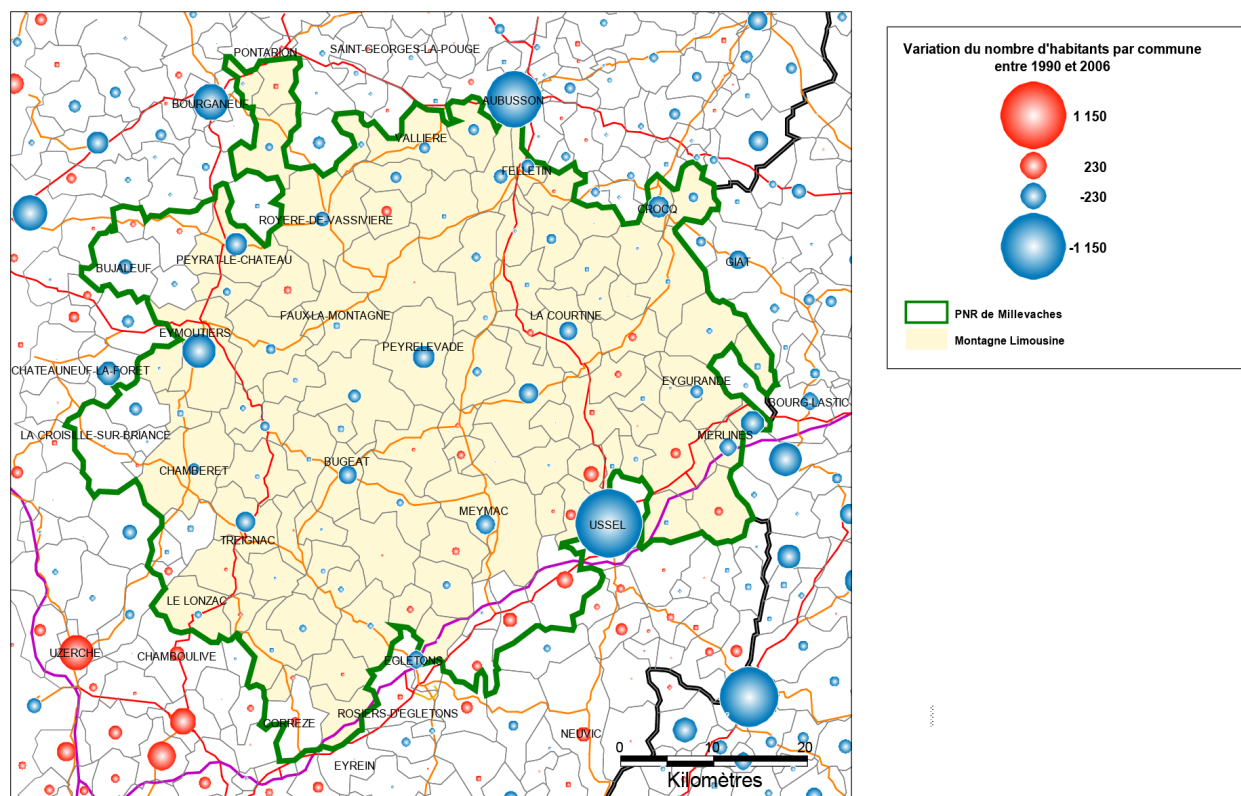 PONTARION
SAINT-GEORGES-LA-POUGE
BOURGANEUF
AUBUSSON
VALLIERE
FELLETIN
CROCQ
ROYERE-DE-VASSIVIERE
PEYRAT-LE-CHATEAU
BUJALEUF
GIAT
FAUX-LA-MONTAGNE
LA COURTINE
EYMOUTIERS
PEYRELEVADE
CHATEAUNEUF-LA-FORET
EYGURANDE
BOURG-LASTIC
LA CROISILLE-SUR-BRIANCE
MERLINES
CHAMBERET
BUGEAT
MEYMAC
USSEL
TREIGNAC
LE LONZAC
UZERCHE
CHAMBOULIVE
EGLETONS
ROSIERS-D'EGLETONS
CORREZE
NEUVIC
EYREIN
0 10 20
Kilomètres
Variation du nombre d'habitants par commune
entre 1990 et 2006
1 150
230
-230
-1 150
PNR de Millevaches
Montagne Limousine